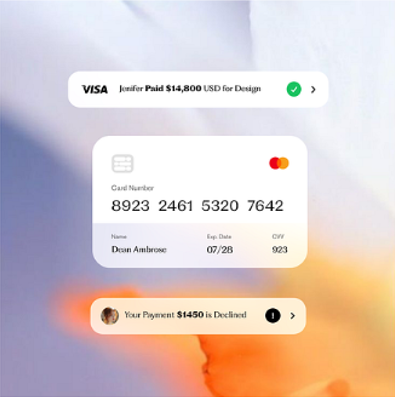 VISA Jenifer Paid $14,800 USD for Design
Card Number
8923 2461 5320 7642
Name Exp. Date CVV
Dean Ambrose 07/28 923
Your Payment $1450 is Declined 1